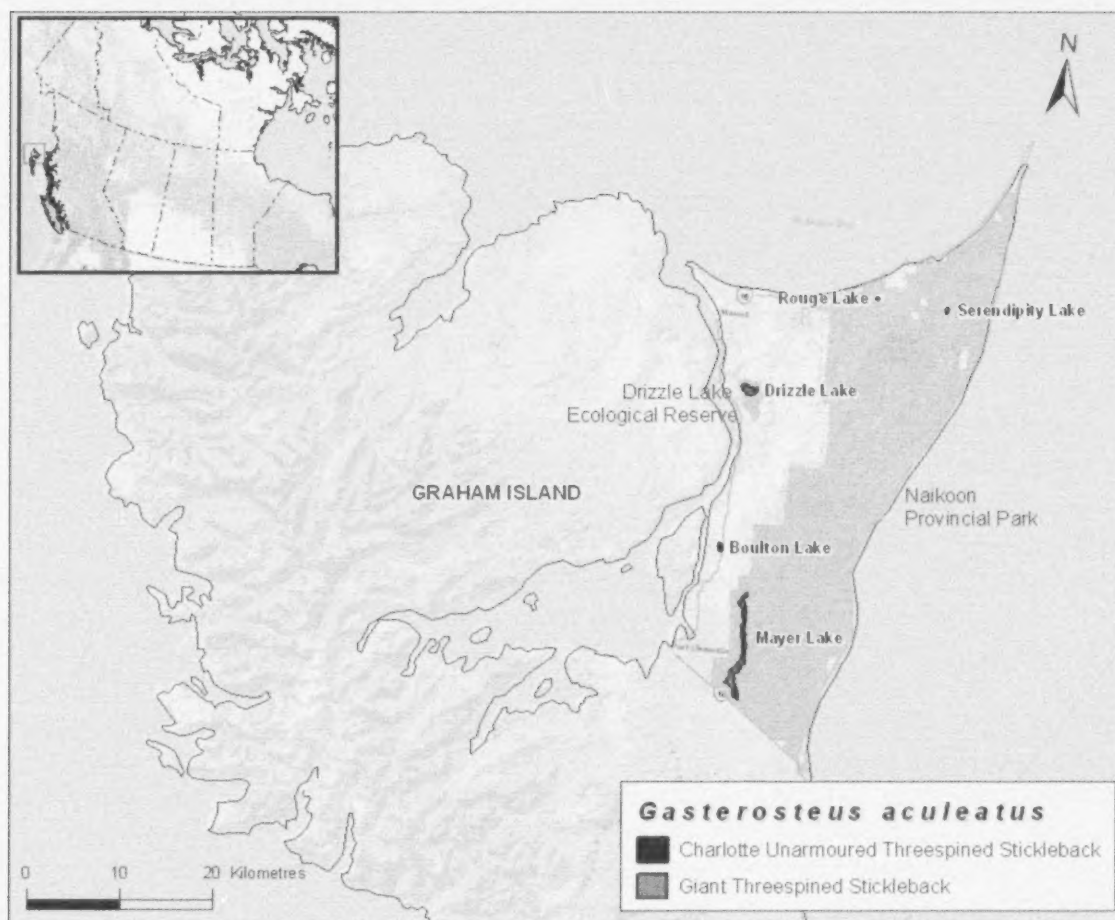 N
Rouge Lake
Serendipity Lake
Drizzle Lake
Ecological Reserve
Drizzle Lake
GRAHAM ISLAND
Naikoon
Provincial Park
Boulton Lake
Mayer Lake
Gasterosteus aculeatus
Charlotte Unarmoured Threespined Stickleback
Giant Threespined Stickleback
0 10 20 Kilometres